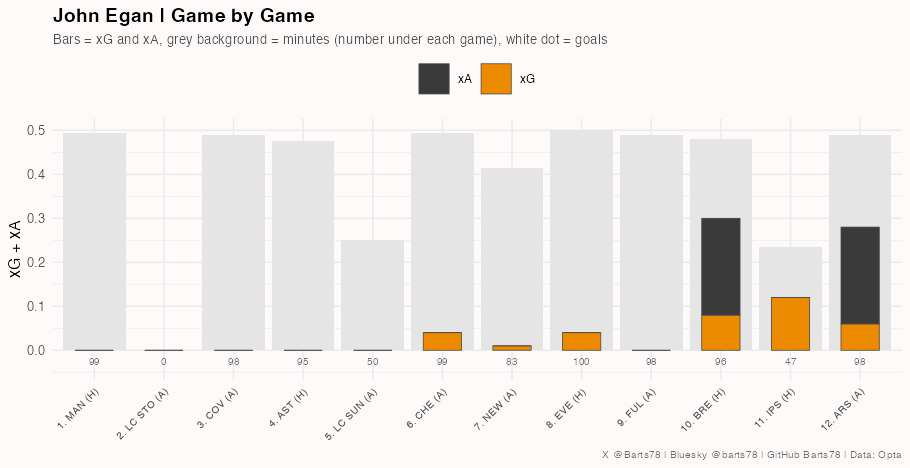 John Egan | Game by Game
Bars = xG and xA, grey background = minutes (number under each game), white dot = goals
xA
xG
xG + xA
0.5
0.4
0.3
0.2
0.1
0.0
99
0
98
95
50
99
83
100
98
96
47
98
1. MAN (H)
2. LC STO (A)
3. COV (A)
4. AST (H)
5. LC SUN (A)
6. CHE (A)
7. NEW (A)
8. EVE (H)
9. FUL (A)
10. BRE (H)
11. IPS (H)
12. ARS (A)
X @Barts78 | Bluesky @barts78 | GitHub Barts78 | Data: Opta